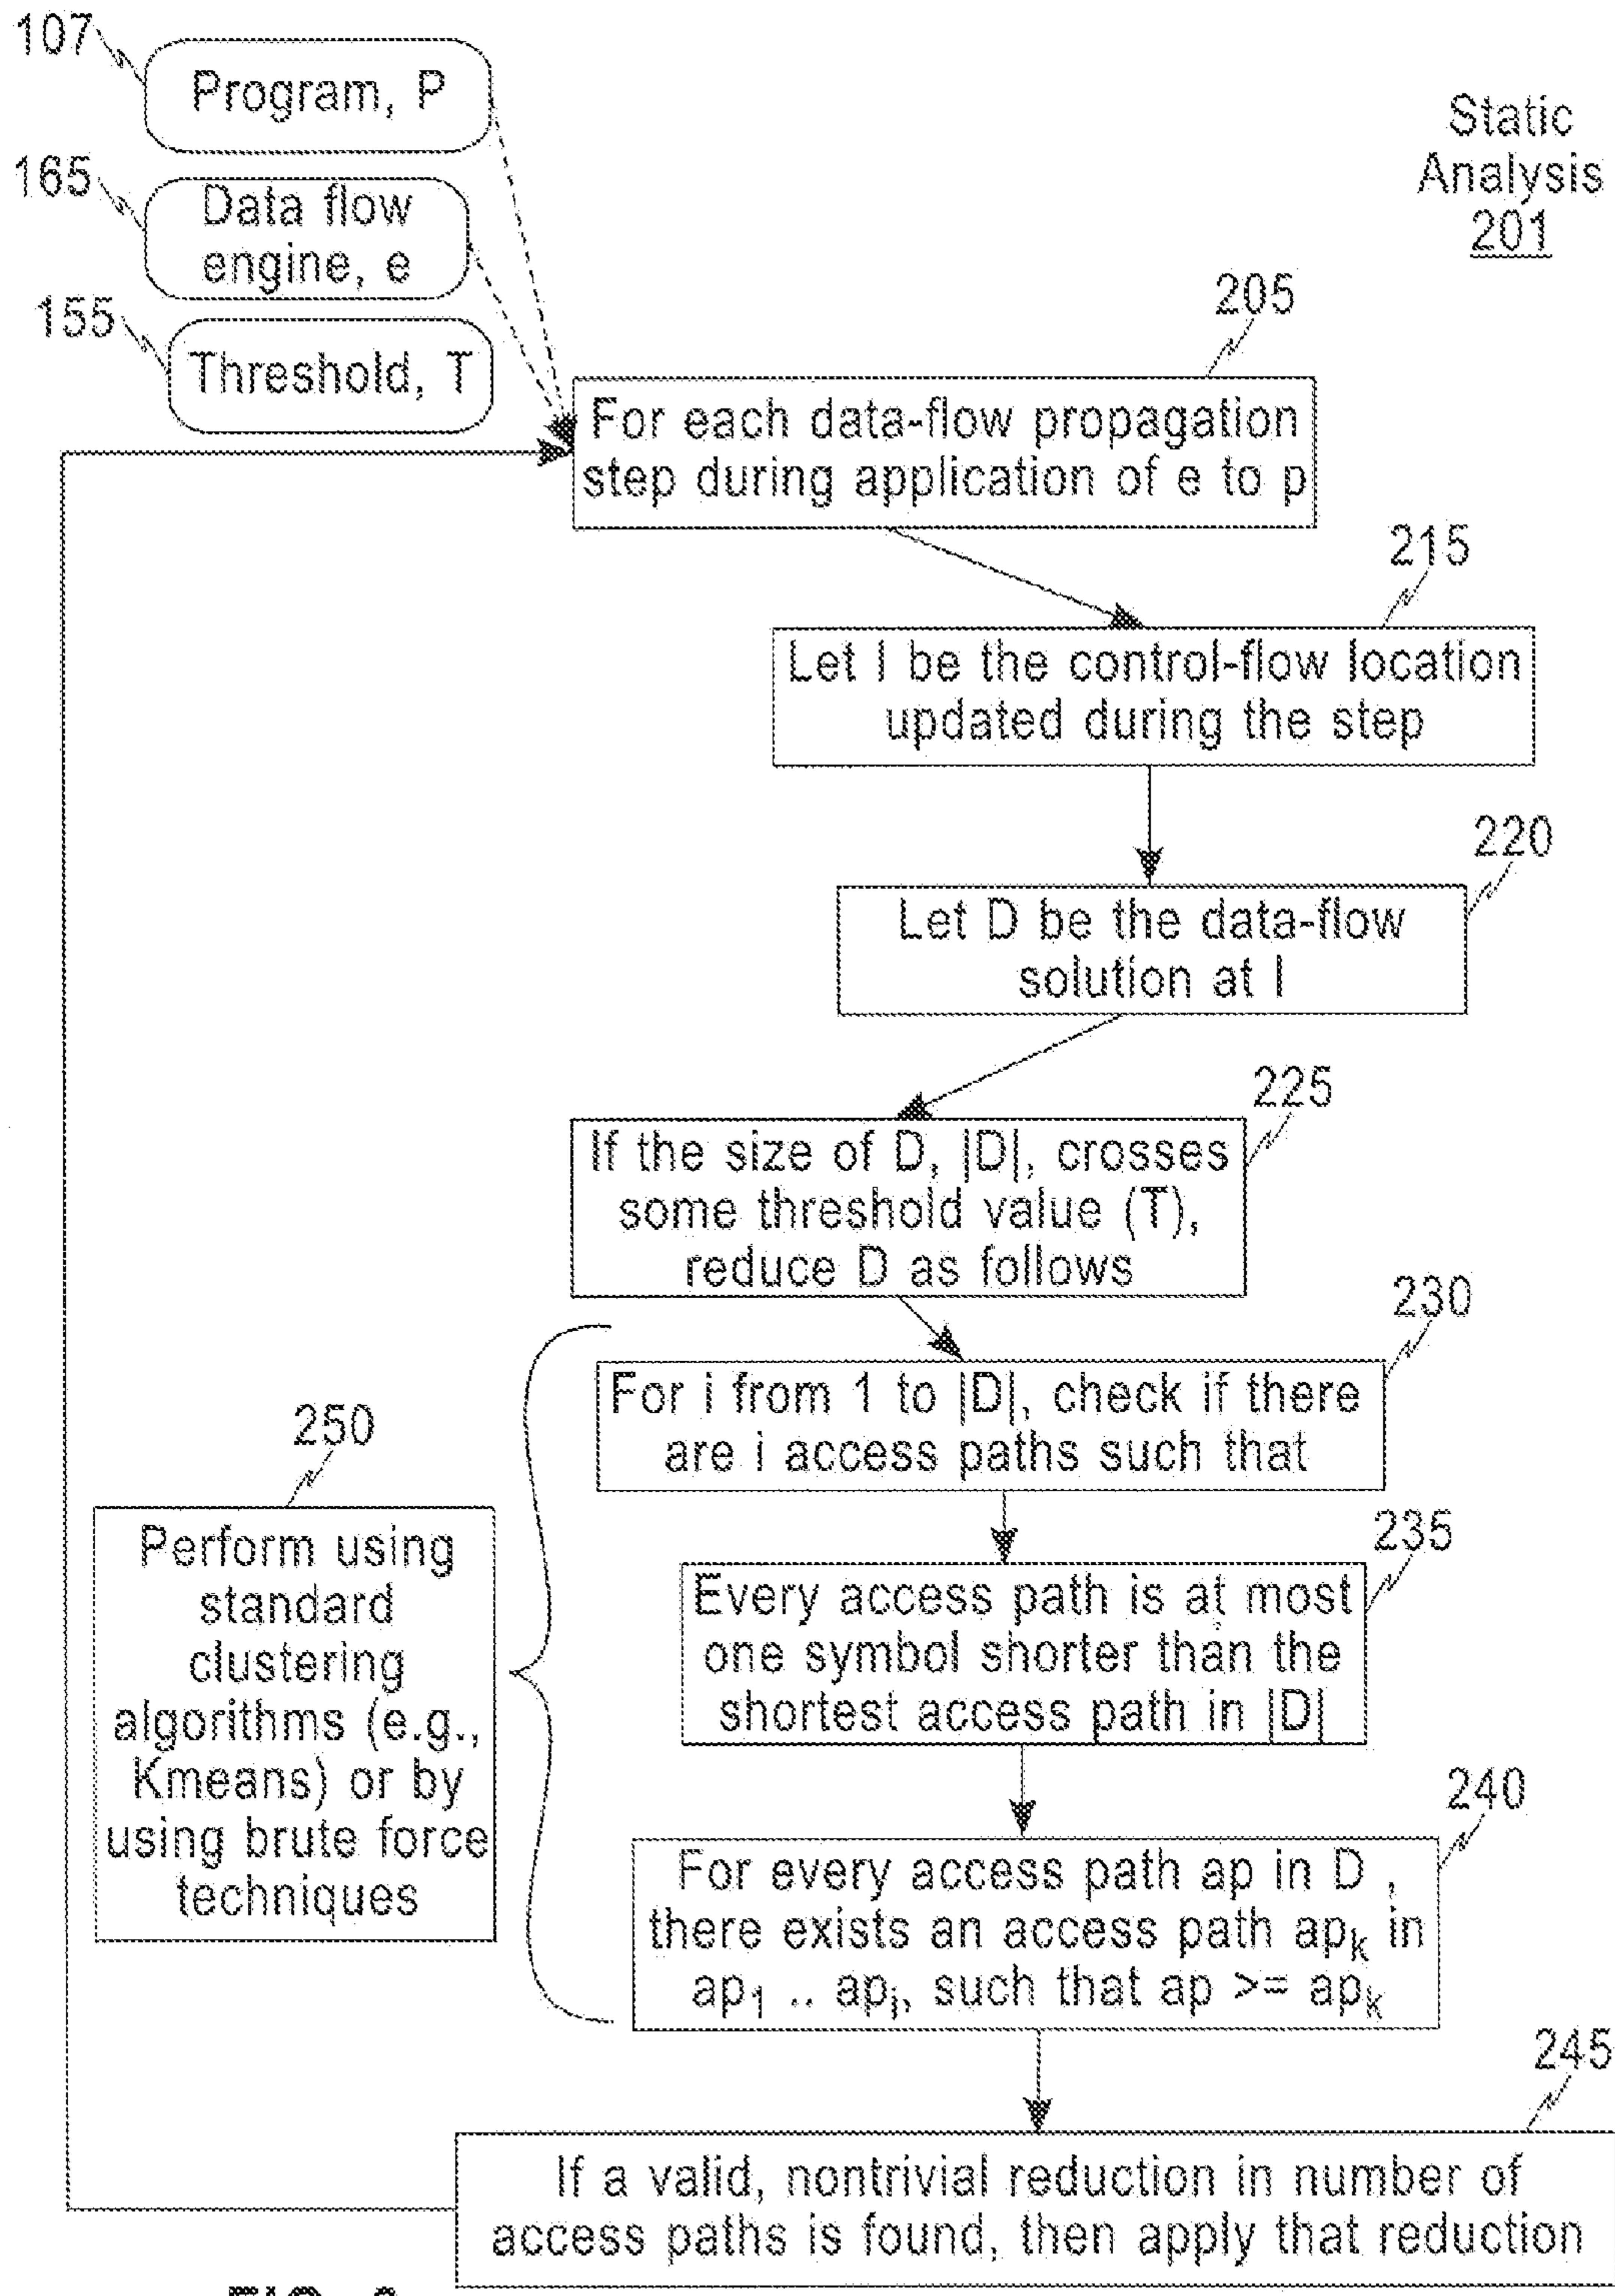 107
Program, P
Static
Analysis
201
165
Data flow
engine, e
155
Threshold, T
205
For each data-flow propagation
step during application of e to p
215
Let l be the control-flow location
updated during the step
220
Let D be the data-flow
solution at l
225
If the size of D, |D|, crosses
some threshold value (T),
reduce D as follows
230
For i from 1 to |D|, check if there
are i access paths such that
250
Perform using
standard
clustering
algorithms (e.g.,
Kmeans) or by
using brute force
techniques
235
Every access path is at most
one symbol shorter than the
shortest access path in |D|
240
For every access path ap in D ,
there exists an access path apk in
ap1 .. api, such that ap >= apk
245
If a valid, nontrivial reduction in number of
access paths is found, then apply that reduction